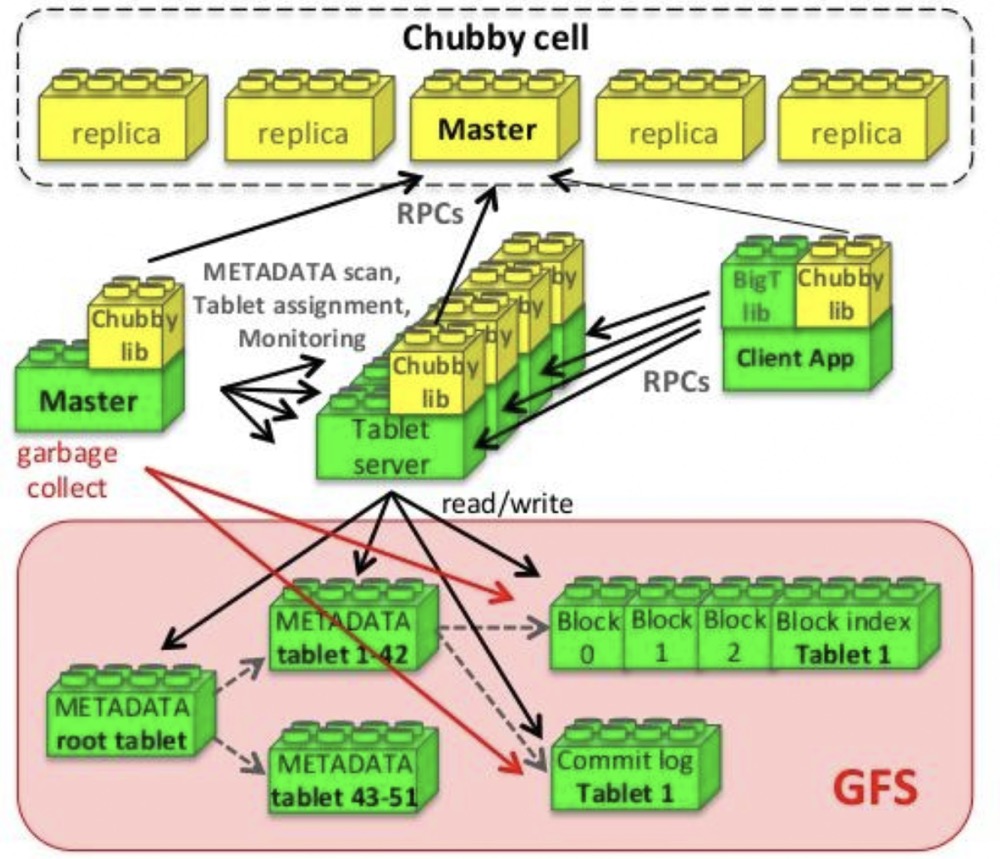 Chubby cell
replica
replica
Master
replica
replica
RPCs
METADATA scan,
Tablet assignment,
Monitoring
Chubby
lib
Master
by
by
by
Chubby
lib
Tablet
server
BigT
lib
Chubby
lib
Client App
RPCs
garbage
collect
read/write
METADATA
tablet 1-42
Block
0
Block
1
Block
2
Block index
Tablet 1
METADATA
root tablet
METADATA
tablet 43-51
Commit log
Tablet 1
GFS